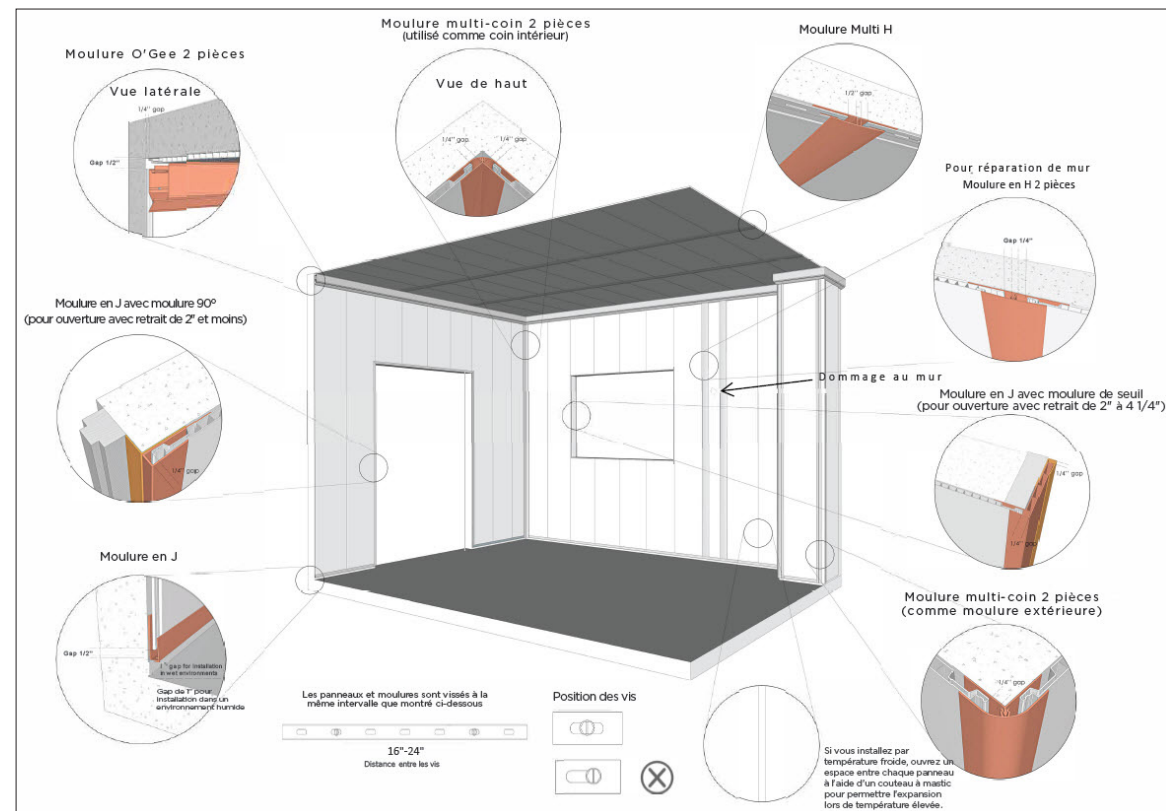 Moulure O'Gee 2 pièces
Vue latérale
1/4" gap
Gap 1/2"
Moulure multi-coin 2 pièces
(utilisé comme coin intérieur)
Vue de haut
1/4" gap
1/4" gap
Moulure Multi H
1/2" gap
Pour réparation de mur
Moulure en H 2 pièces
Gap 1/4"
Moulure en J avec moulure 90°
(pour ouverture avec retrait de 2" et moins)
1/4" gap
Dommage au mur
Moulure en J avec moulure de seuil
(pour ouverture avec retrait de 2" à 4 1/4")
1/4" gap
1/4" gap
Moulure en J
Gap 1/2"
1" gap for installation
in wet environments
Gap de 1" pour
installation dans un
environnement humide
Moulure multi-coin 2 pièces
(comme moulure extérieure)
1/4" gap
Les panneaux et moulures sont vissés à la
même intervalle que montré ci-dessous
16"-24"
Distance entre les vis
Position des vis
Si vous installez par
température froide, ouvrez un
espace entre chaque panneau
à l'aide d'un couteau à mastic
pour permettre l'expansion
lors de température élevée.